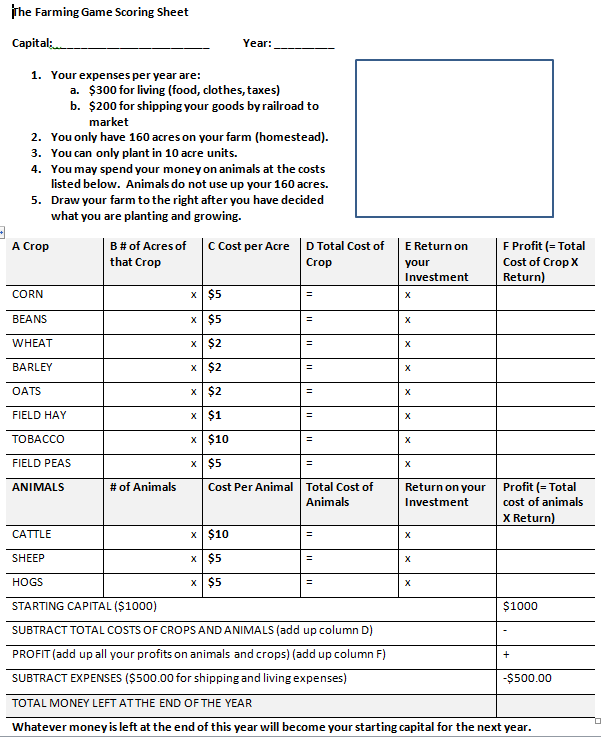 The Farming Game Scoring Sheet
Capital:__________________________ Year: __________
1. Your expenses per year are:
a. $300 for living (food, clothes, taxes)
b. $200 for shipping your goods by railroad to
market
2. You only have 160 acres on your farm (homestead).
3. You can only plant in 10 acre units.
4. You may spend your money on animals at the costs
listed below. Animals do not use up your 160 acres.
5. Draw your farm to the right after you have decided
what you are planting and growing.
A Crop B # of Acres of that Crop C Cost per Acre D Total Cost of Crop E Return on your Investment F Profit (= Total Cost of Crop X Return)
CORN x $5 = x
BEANS x $5 = x
WHEAT x $2 = x
BARLEY x $2 = x
OATS x $2 = x
FIELD HAY x $1 = x
TOBACCO x $10 = x
FIELD PEAS x $5 = x
ANIMALS # of Animals Cost Per Animal Total Cost of Animals Return on your Investment Profit (= Total cost of animals X Return)
CATTLE x $10 = x
SHEEP x $5 = x
HOGS x $5 = x
STARTING CAPITAL ($1000) $1000
SUBTRACT TOTAL COSTS OF CROPS AND ANIMALS (add up column D) -
PROFIT (add up all your profits on animals and crops) (add up column F) +
SUBTRACT EXPENSES ($500.00 for shipping and living expenses) -$500.00
TOTAL MONEY LEFT AT THE END OF THE YEAR
Whatever money is left at the end of this year will become your starting capital for the next year.